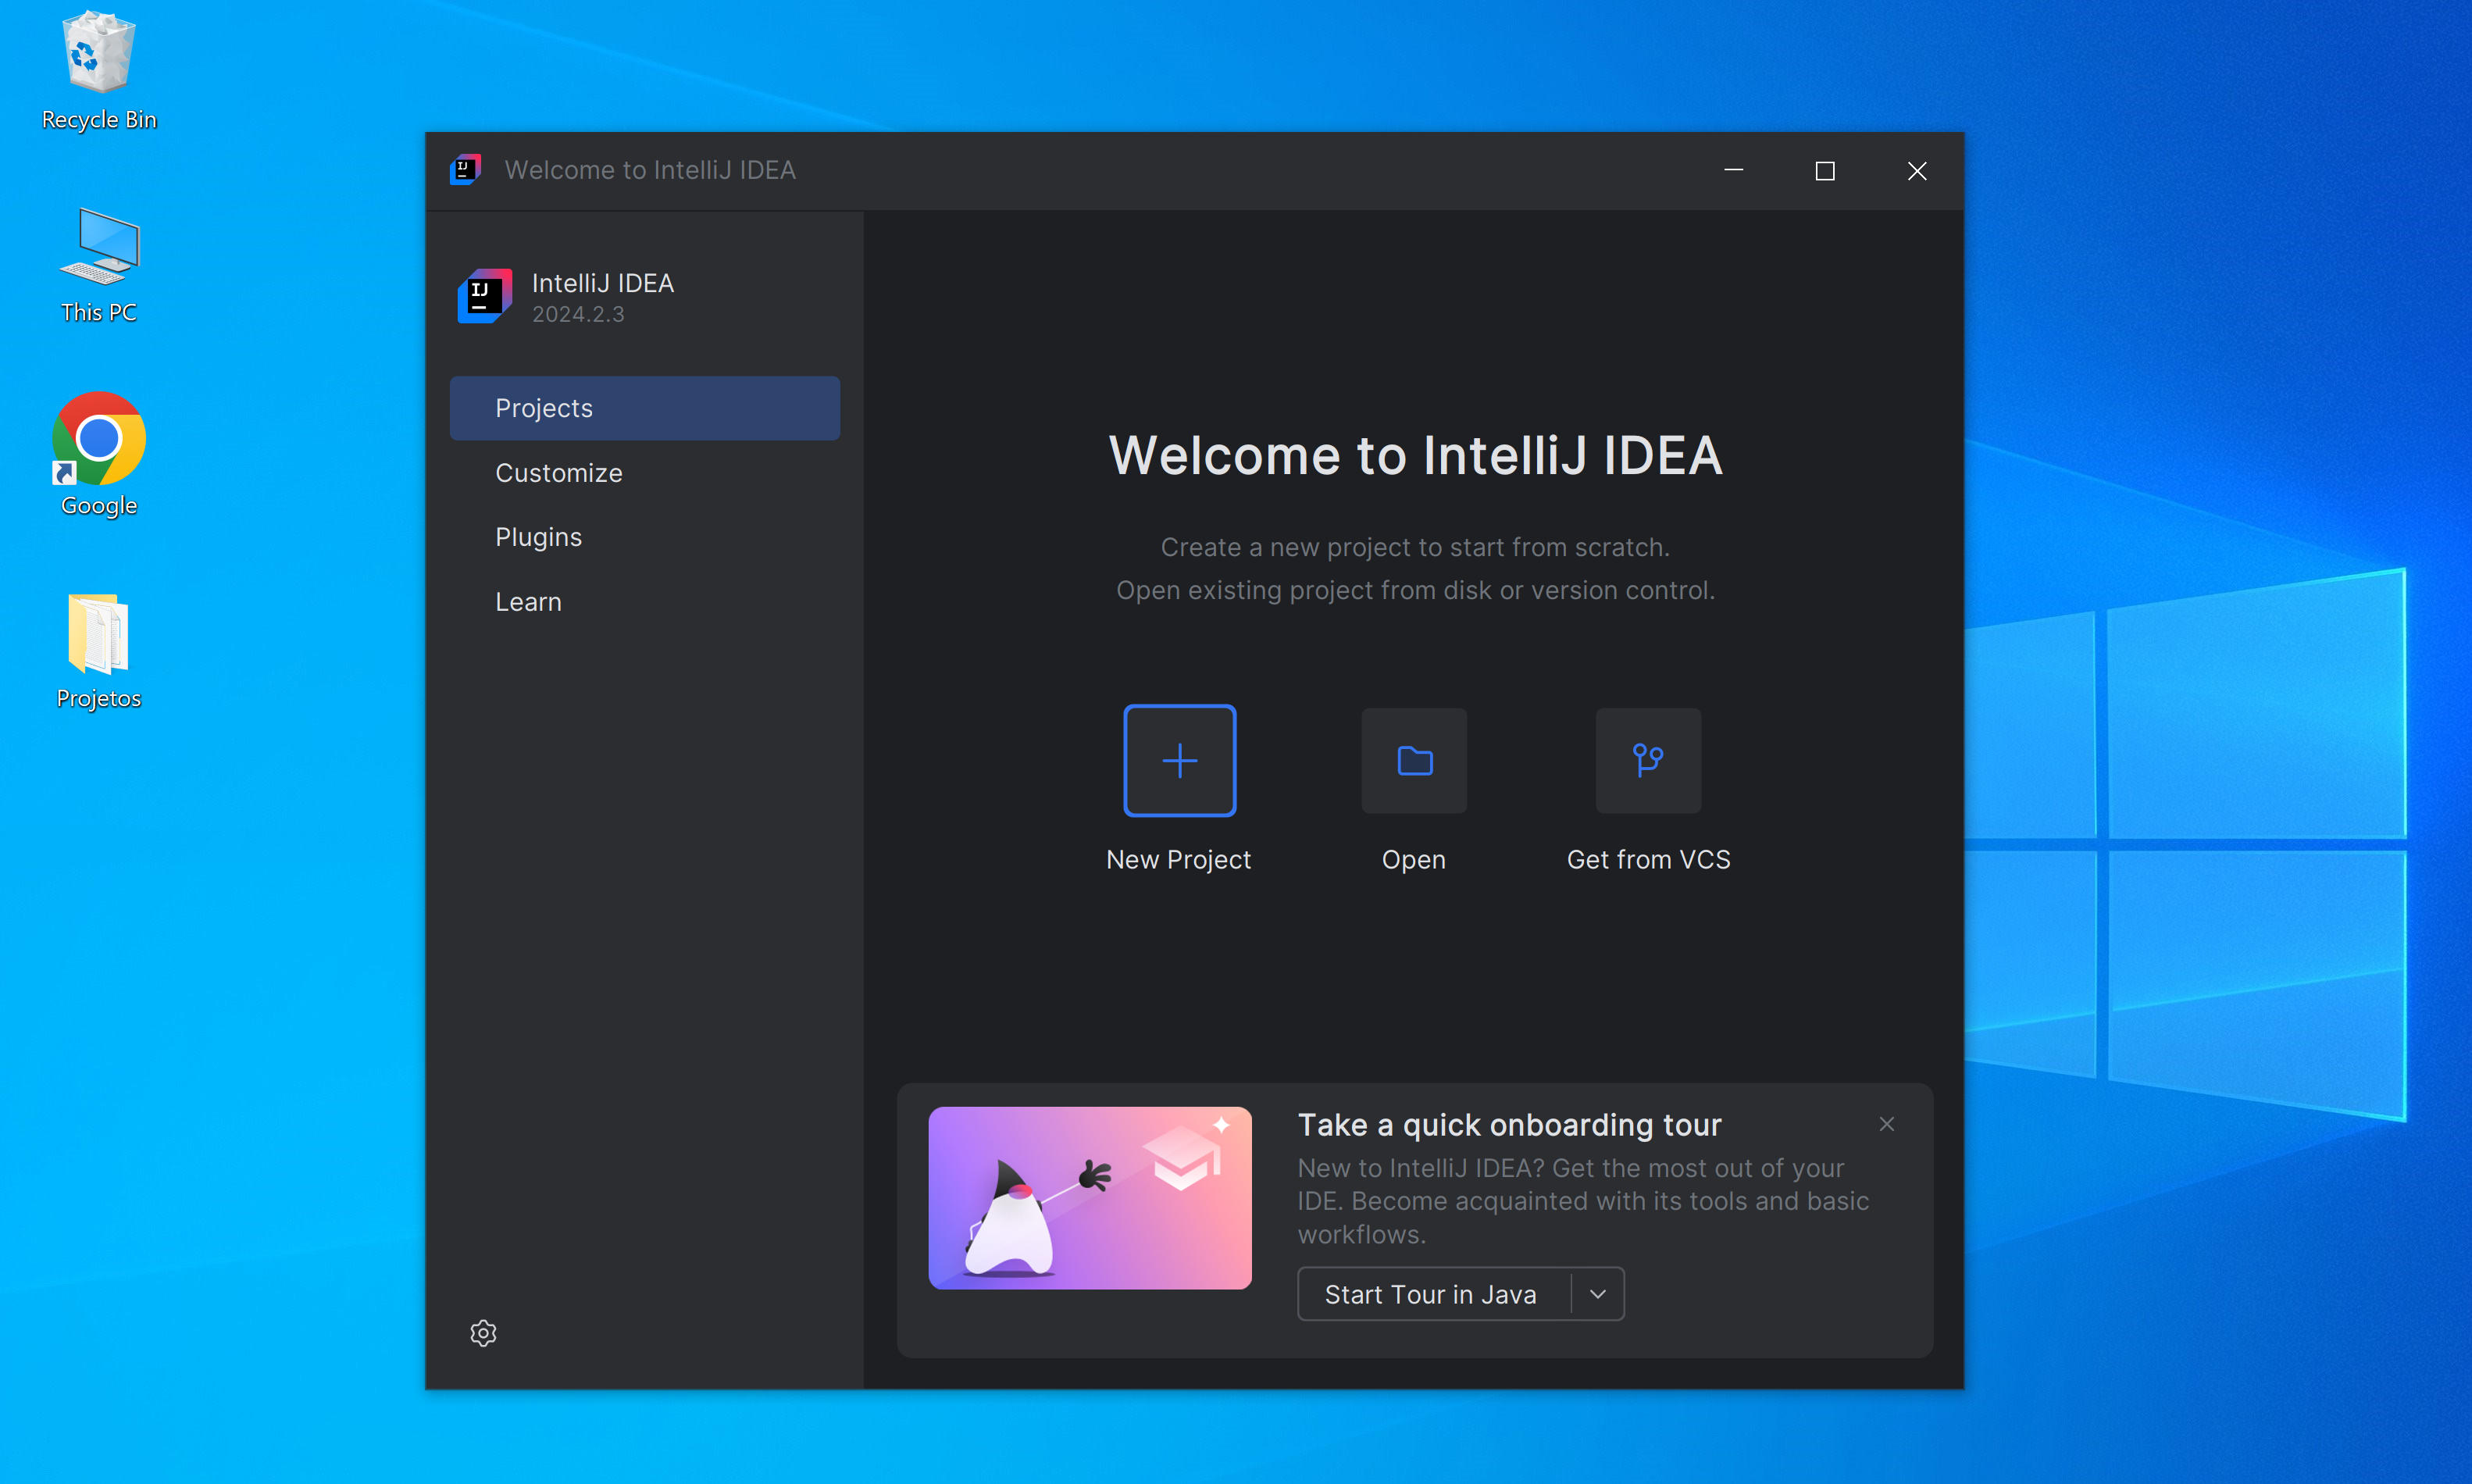 Recycle Bin
This PC
Google
Projetos
IJ
Welcome to IntelliJ IDEA
IJ
IntelliJ IDEA
2024.2.3
Projects
Customize
Plugins
Learn
Welcome to IntelliJ IDEA
Create a new project to start from scratch.
Open existing project from disk or version control.
New Project
Open
Get from VCS
Take a quick onboarding tour
New to IntelliJ IDEA? Get the most out of your
IDE. Become acquainted with its tools and basic
workflows.
Start Tour in Java